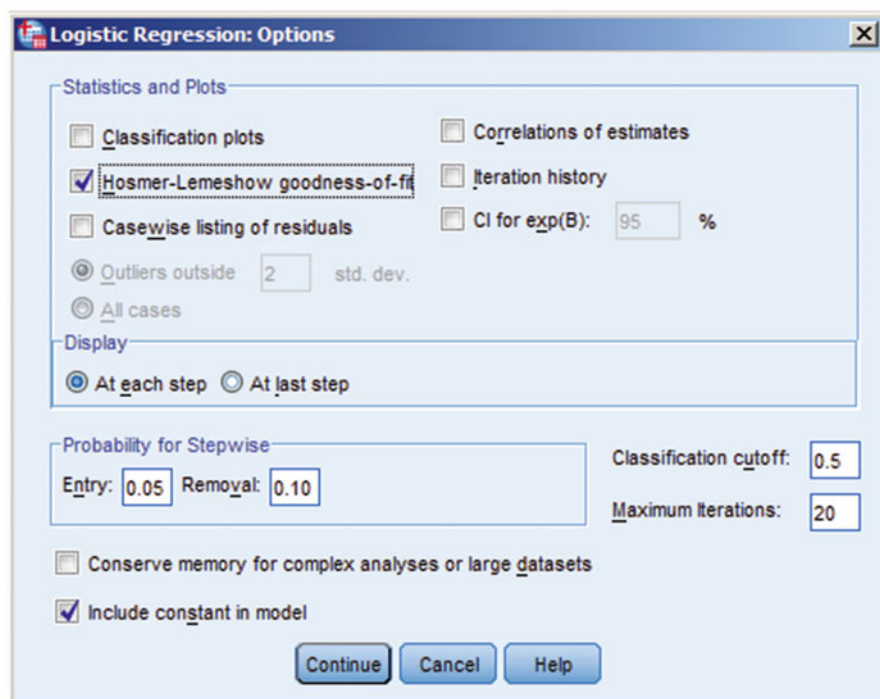 Logistic Regression: Options
Statistics and Plots
Classification plots
Correlations of estimates
Hosmer-Lemeshow goodness-of-fit
Iteration history
Casewise listing of residuals
CI for exp(B): 95 %
Outliers outside 2 std. dev.
All cases
Display
At each step At last step
Probability for Stepwise
Entry: 0.05 Removal: 0.10
Classification cutoff: 0.5
Maximum Iterations: 20
Conserve memory for complex analyses or large datasets
Include constant in model
Continue Cancel Help